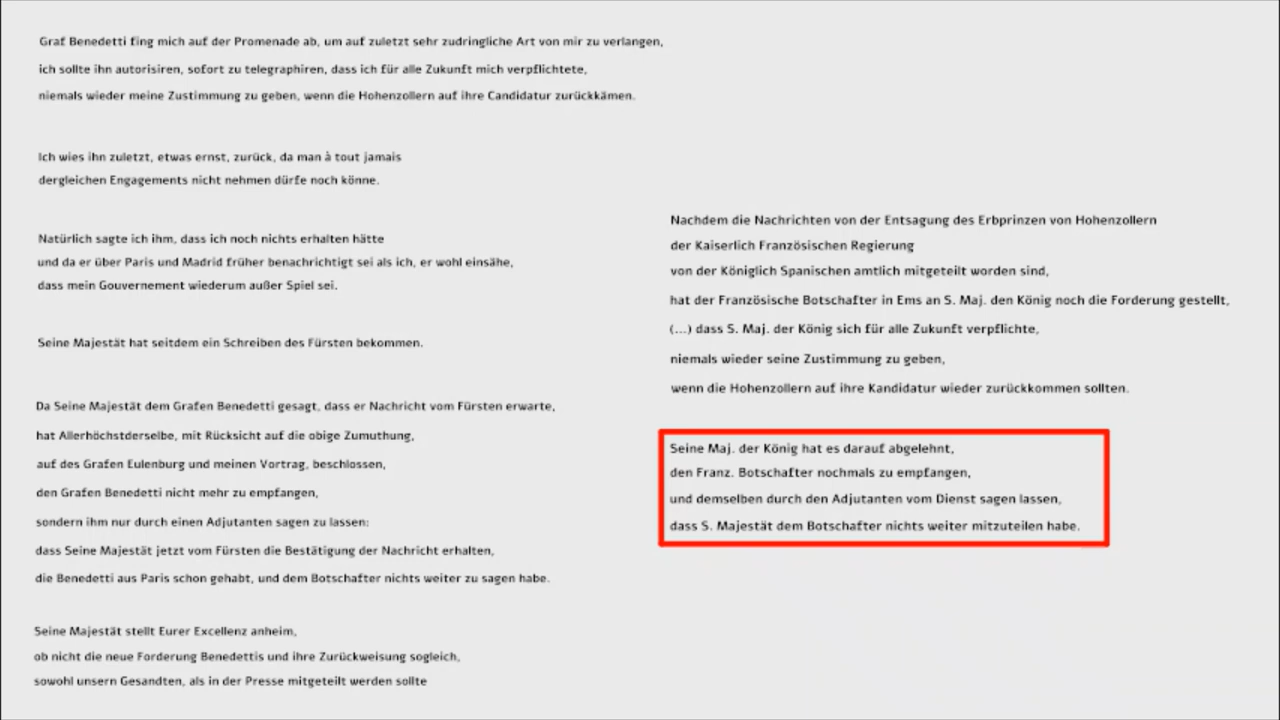 Graf Benedetti fing mich auf der Promenade ab, um auf zuletzt sehr zudringliche Art von mir zu verlangen,
ich sollte ihn autorisiren, sofort zu telegraphiren, dass ich für alle Zukunft mich verpflichtete,
niemals wieder meine Zustimmung zu geben, wenn die Hohenzollern auf ihre Candidatur zurückkämen.
Ich wies ihn zuletzt, etwas ernst, zurück, da man à tout jamais
dergleichen Engagements nicht nehmen dürfe noch könne.
Natürlich sagte ich ihm, dass ich noch nichts erhalten hätte
und da er über Paris und Madrid früher benachrichtigt sei als ich, er wohl einsähe,
dass mein Gouvernement wiederum außer Spiel sei.
Seine Majestät hat seitdem ein Schreiben des Fürsten bekommen.
Da Seine Majestät dem Grafen Benedetti gesagt, dass er Nachricht vom Fürsten erwarte,
hat Allerhöchstderselbe, mit Rücksicht auf die obige Zumuthung,
auf des Grafen Eulenburg und meinen Vortrag, beschlossen,
den Grafen Benedetti nicht mehr zu empfangen,
sondern ihm nur durch einen Adjutanten sagen zu lassen:
dass Seine Majestät jetzt vom Fürsten die Bestätigung der Nachricht erhalten,
die Benedetti aus Paris schon gehabt, und dem Botschafter nichts weiter zu sagen habe.
Seine Majestät stellt Eurer Excellenz anheim,
ob nicht die neue Forderung Benedettis und ihre Zurückweisung sogleich,
sowohl unsern Gesandten, als in der Presse mitgeteilt werden sollte
Nachdem die Nachrichten von der Entsagung des Erbprinzen von Hohenzollern
der Kaiserlich Französischen Regierung
von der Königlich Spanischen amtlich mitgeteilt worden sind,
hat der Französische Botschafter in Ems an S. Maj. den König noch die Forderung gestellt,
(...) dass S. Maj. der König sich für alle Zukunft verpflichte,
niemals wieder seine Zustimmung zu geben,
wenn die Hohenzollern auf ihre Kandidatur wieder zurückkommen sollten.
Seine Maj. der König hat es darauf abgelehnt,
den Franz. Botschafter nochmals zu empfangen,
und demselben durch den Adjutanten vom Dienst sagen lassen,
dass S. Majestät dem Botschafter nichts weiter mitzuteilen habe.